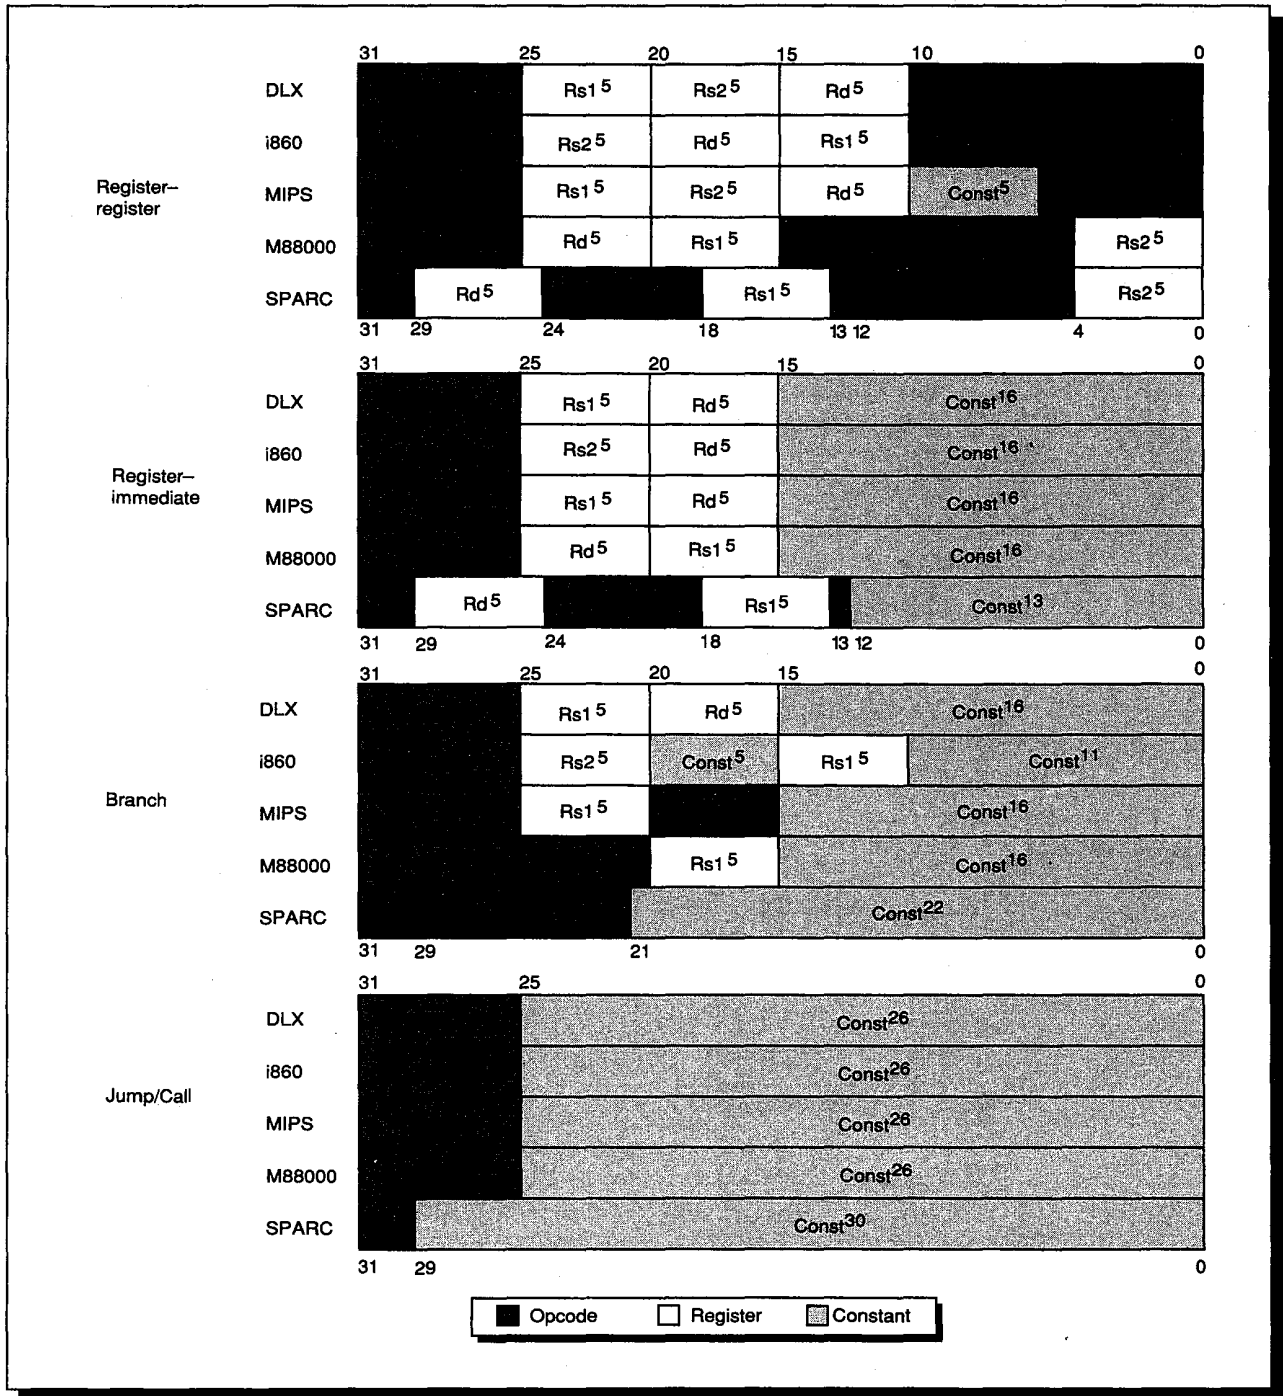 31 25 20 15 10 0
DLX Rs1 5 Rs2 5 Rd 5
i860 Rs2 5 Rd 5 Rs1 5
Register–
register
MIPS Rs1 5 Rs2 5 Rd 5 Const5
M88000 Rd 5 Rs1 5 Rs2 5
SPARC Rd 5 Rs1 5 Rs2 5
31 29 24 18 13 12 4 0
31 25 20 15 0
DLX Rs1 5 Rd 5 Const16
i860 Rs2 5 Rd 5 Const16
Register–
immediate
MIPS Rs1 5 Rd 5 Const16
M88000 Rd 5 Rs1 5 Const16
SPARC Rd 5 Rs1 5 Const13
31 29 24 18 13 12 0
31 25 20 15 0
DLX Rs1 5 Rd 5 Const16
i860 Rs2 5 Const5 Rs1 5 Const11
Branch
MIPS Rs1 5 Const16
M88000 Rs1 5 Const16
SPARC Const22
31 29 21 0
31 25 0
DLX Const26
i860 Const26
Jump/Call
MIPS Const26
M88000 Const26
SPARC Const30
31 29 0
Opcode Register Constant